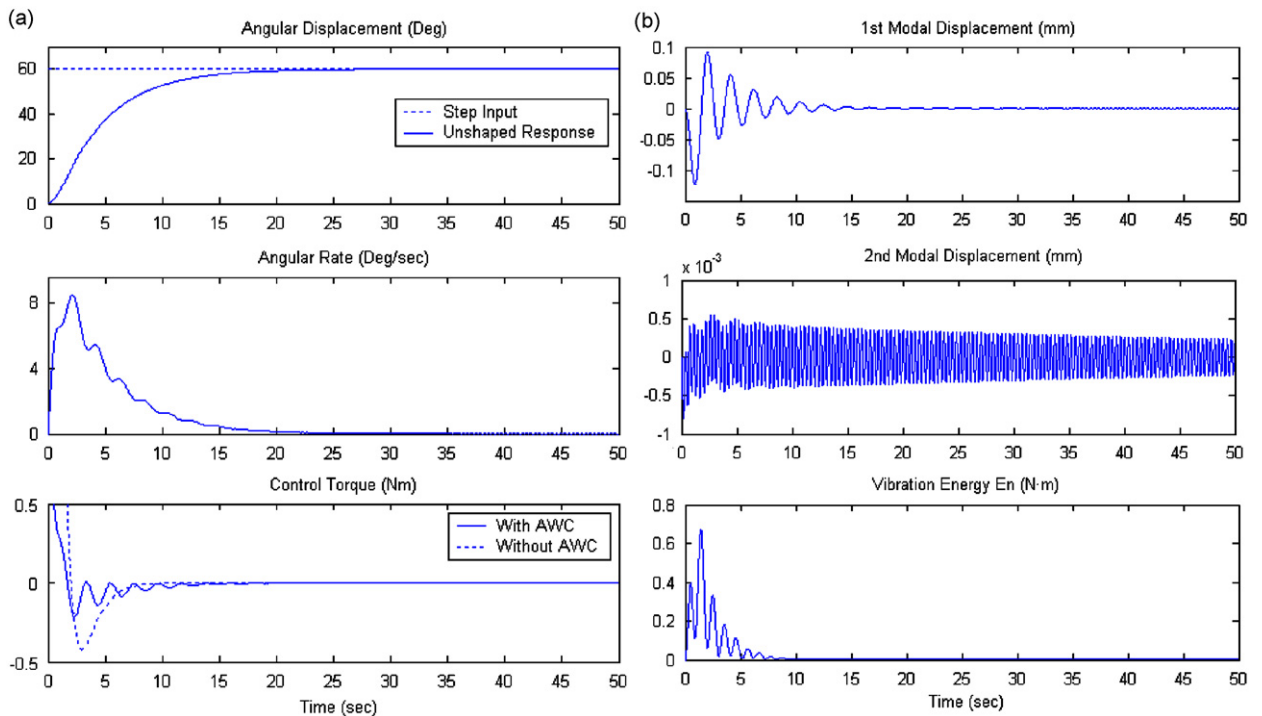 (a)
Angular Displacement (Deg)
60
40
20
0
Step Input
Unshaped Response
0 5 10 15 20 25 30 35 40 45 50
Angular Rate (Deg/sec)
8
4
0
0 5 10 15 20 25 30 35 40 45 50
Control Torque (Nm)
0.5
0
-0.5
With AWC
Without AWC
0 5 10 15 20 25 30 35 40 45 50
Time (sec)
(b)
1st Modal Displacement (mm)
0.1
0.05
0
-0.05
-0.1
0 5 10 15 20 25 30 35 40 45 50
2nd Modal Displacement (mm)
x 10-3
1
0.5
0
-0.5
-1
0 5 10 15 20 25 30 35 40 45 50
Vibration Energy En (N·m)
0.8
0.6
0.4
0.2
0
0 5 10 15 20 25 30 35 40 45 50
Time (sec)